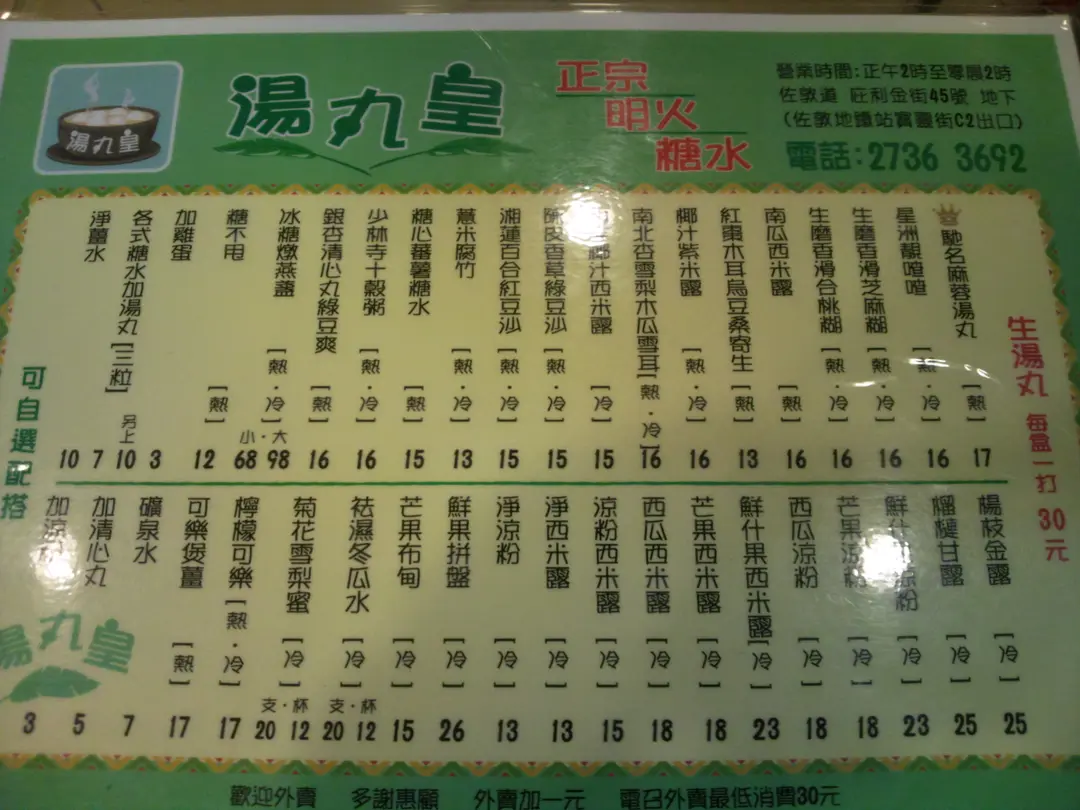 湯丸皇
湯丸皇
正宗
明火
糖水
營業時間:正午2時至零晨2時
佐敦道 庄利金街45號 地下
(佐敦地鐵站寶靈街C2出口)
電話:2736 3692
生湯丸 每盒一打 30元
馳名麻蓉湯丸 [熱] 17
星洲靚喳喳 [熱·冷] 16
生磨香滑芝麻糊 [熱·冷] 16
生磨香滑合桃糊 [熱·冷] 16
南瓜西米露 [熱] 16
紅棗木耳烏豆桑寄生 [熱] 13
椰汁紫米露 [熱·冷] 16
南北杏雪梨木瓜雪耳 [熱·冷] 16
椰汁西米露 [冷] 15
陳皮香草綠豆沙 [熱·冷] 15
湘蓮百合紅豆沙 [熱·冷] 15
薏米腐竹 [熱·冷] 13
糖心蕃薯糖水 [熱] 15
少林寺十穀粥 [熱·冷] 16
銀杏清心丸綠豆爽 [熱] 16
冰糖燉燕盞 [熱·冷] 小·大 68 98
糖不甩 [熱] 12
加雞蛋 3
各式糖水加湯丸[三粒] 另上 10 7
淨薑水 10
可自選配搭
楊枝金露 [冷] 25
榴槤甘露 [冷] 25
鮮什涼粉 [冷] 23
芒果涼粉 [冷] 18
西瓜涼粉 [冷] 18
鮮什果西米露 [冷] 23
芒果西米露 [冷] 18
西瓜西米露 [冷] 18
涼粉西米露 [冷] 15
淨西米露 [冷] 13
淨涼粉 [冷] 13
鮮果拼盤 [冷] 26
芒果布甸 [冷] 15
祛濕冬瓜水 [冷] 支·杯 20 12
菊花雪梨蜜 [冷] 支·杯 20 12
檸檬可樂 [熱·冷] 17
可樂煲薑 [熱] 17
礦泉水 7
加清心丸 5
加涼粉 3
湯丸皇
歡迎外賣 多謝惠顧 外賣加一元 電召外賣最低消費30元